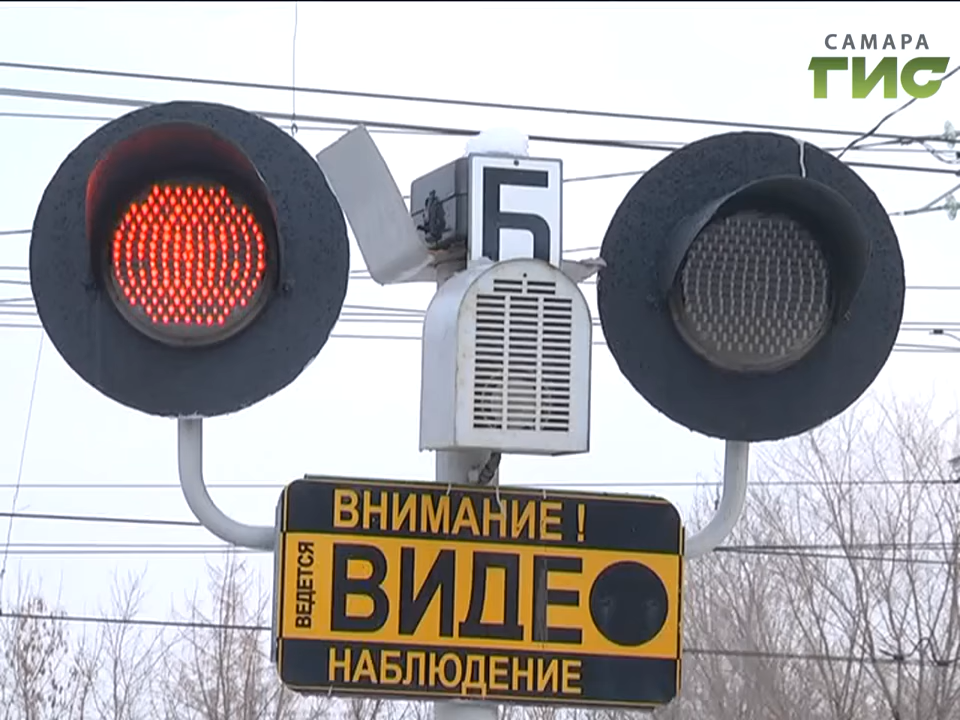 САМАРА
ГИС
Б
ВНИМАНИЕ !
ВЕДЕТСЯ
ВИДЕО
НАБЛЮДЕНИЕ